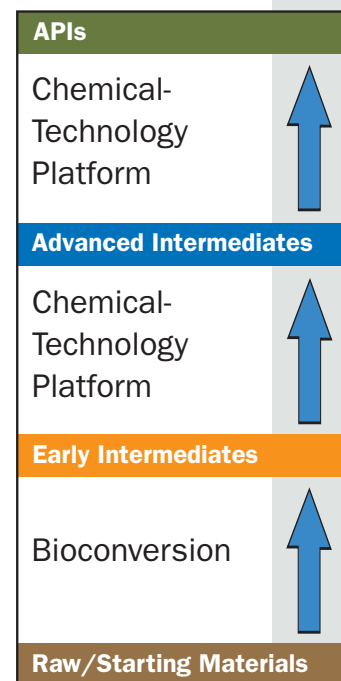 APIs
Chemical-
Technology
Platform
Advanced Intermediates
Chemical-
Technology
Platform
Early Intermediates
Bioconversion
Raw/Starting Materials